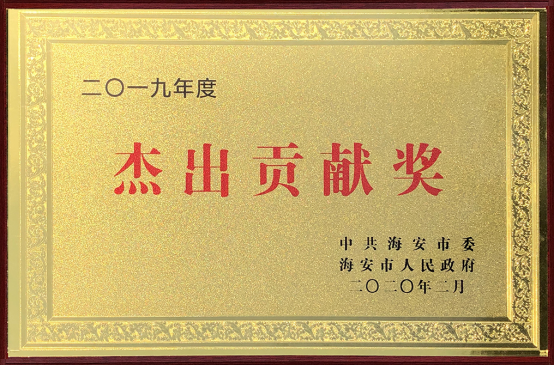 二〇一九年度
杰出贡献奖
中共海安市委
海安市人民政府
二〇二〇年二月